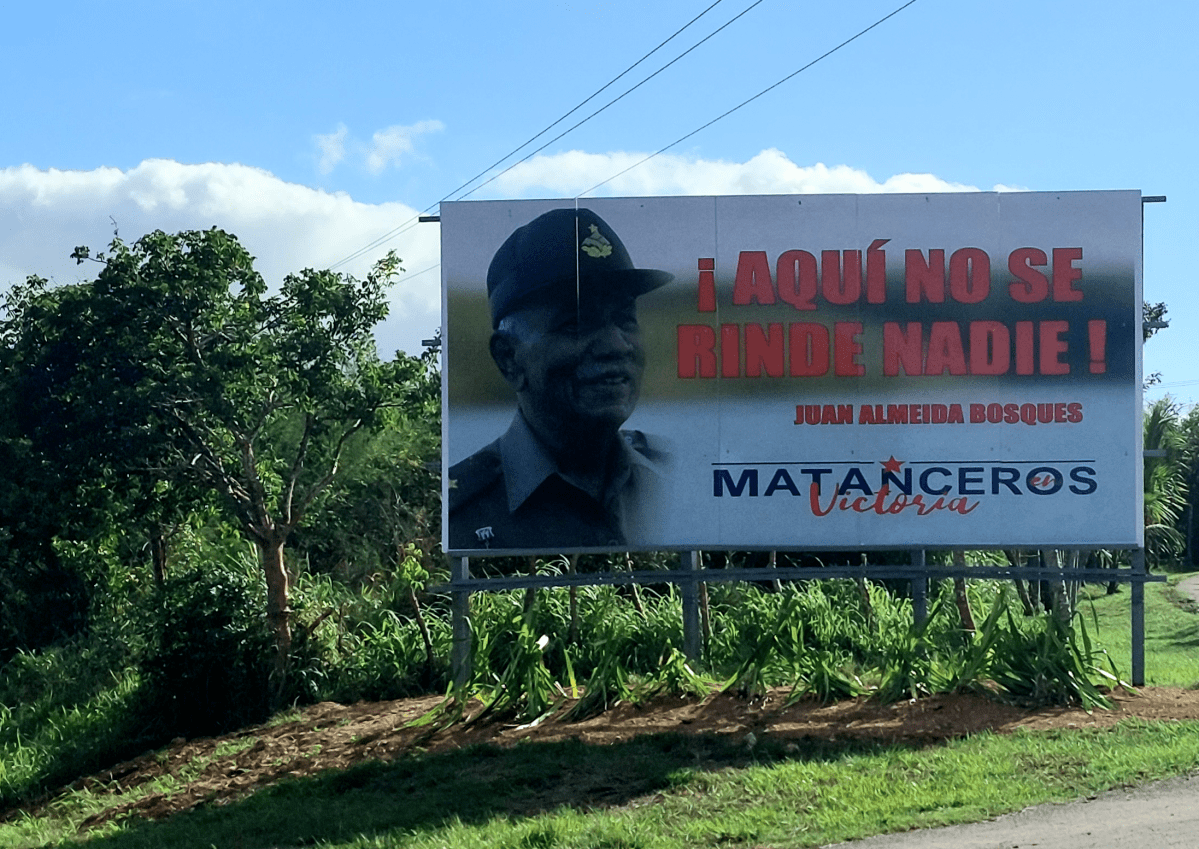 ¡AQUÍ NO SE
RINDE NADIE!
JUAN ALMEIDA BOSQUES
MATANCEROS
en
Victoria